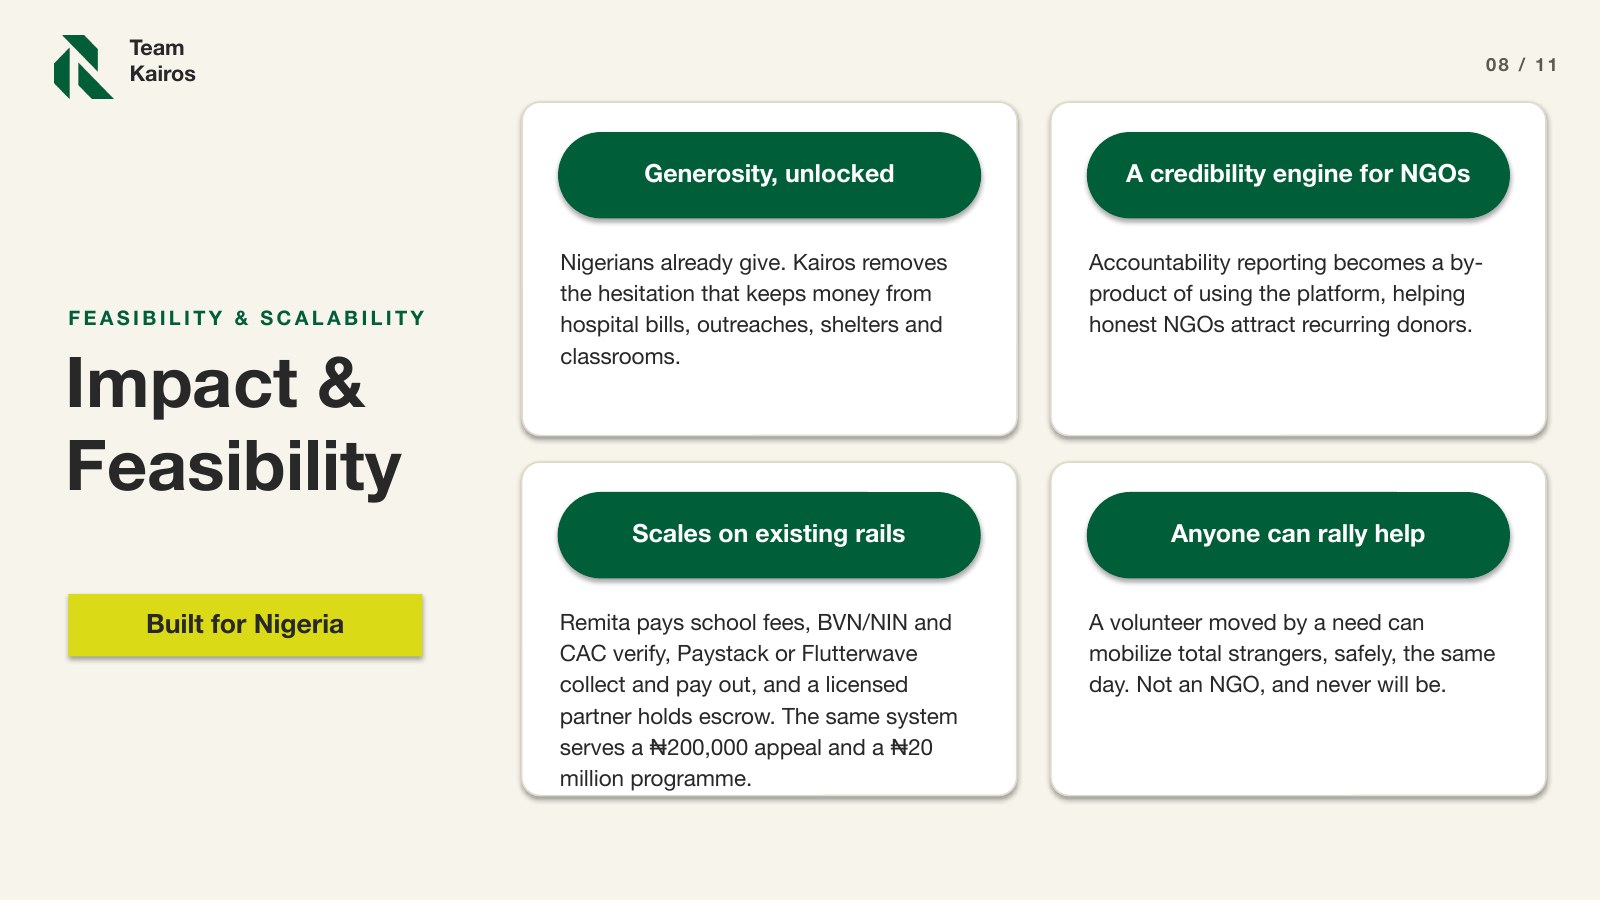 Team
Kairos
08 / 11
FEASIBILITY & SCALABILITY
Impact &
Feasibility
Built for Nigeria
Generosity, unlocked
Nigerians already give. Kairos removes
the hesitation that keeps money from
hospital bills, outreaches, shelters and
classrooms.
A credibility engine for NGOs
Accountability reporting becomes a by-
product of using the platform, helping
honest NGOs attract recurring donors.
Scales on existing rails
Remita pays school fees, BVN/NIN and
CAC verify, Paystack or Flutterwave
collect and pay out, and a licensed
partner holds escrow. The same system
serves a ₦200,000 appeal and a ₦20
million programme.
Anyone can rally help
A volunteer moved by a need can
mobilize total strangers, safely, the same
day. Not an NGO, and never will be.